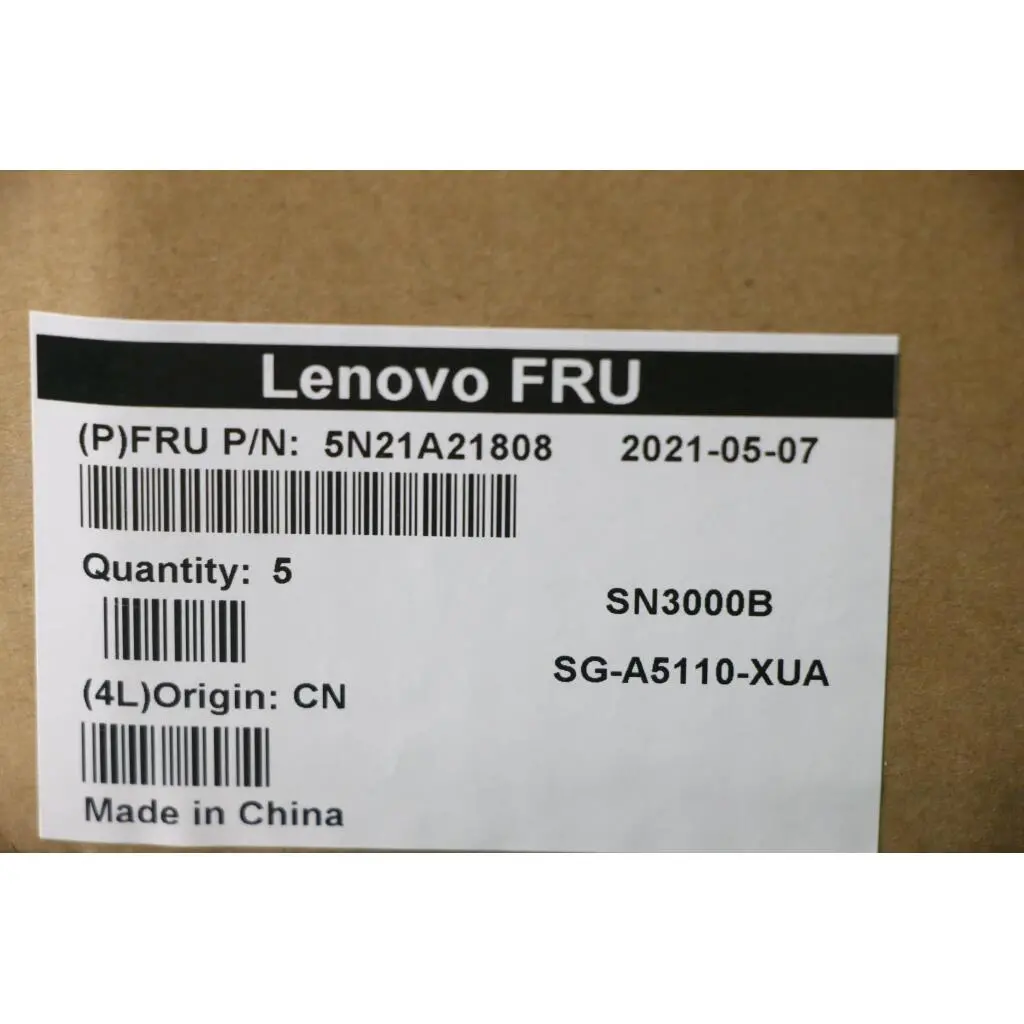 Lenovo FRU
(P)FRU P/N: 5N21A21808 2021-05-07
Quantity: 5
SN3000B
SG-A5110-XUA
(4L)Origin: CN
Made in China